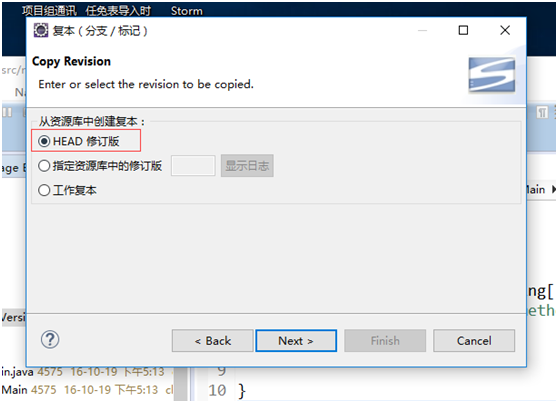 项目组通讯 任免表导入时 Storm
复本（分支 / 标记）
src/r
Copy Revision
Enter or select the revision to be copied.
age E
从资源库中创建复本：
HEAD 修订版
指定资源库中的修订版 显示日志
工作复本
Main
ng[
eth
Versi
? < Back Next > Finish Cancel
in.java 4575 16-10-19 下午5:13 9
Main 4575 16-10-19 下午5:13 cl 10 }